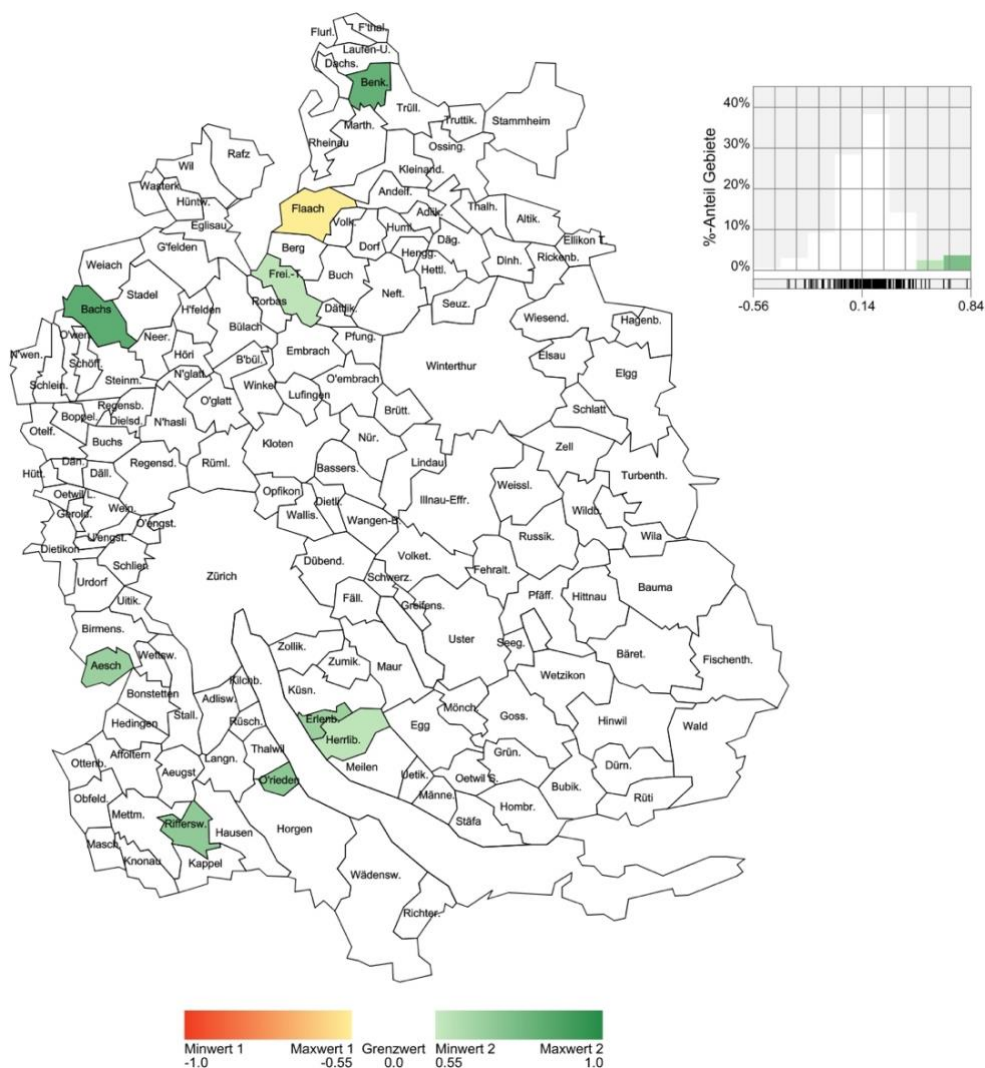 F'thal.
Flurl.
Laufen-U.
Dachs.
Benk.
Trüll.
Truttik.
Stammheim
Marth.
Rheinau
Ossing.
Kleinand.
Rafz
Wil
Wasterk.
Hüntw.
Andelf.
Flaach
Volk.
Adlik.
Thalh.
Altik.
Eglisau
Huml.
Ellikon T.
G'felden
Berg
Dorf
Däg.
Hengg.
Dinh.
Rickenb.
Weiach
Frei.-T.
Buch
Hettl.
Stadel
Rorbas
Neft.
Seuz.
Bachs
H'felden
Dättlik.
Wiesend.
Hagenb.
Bülach
O'wen.
Neer.
Pfung.
N'wen.
Höri
Embrach
Elsau
Schöff.
B'bül.
Winterthur
Elgg
Schlein.
Steinm.
N'glatt.
Winkel
O'embrach
Lufingen
O'glatt
Regensb.
Brütt.
Schlatt
Boppel.
Dielsd.
N'hasli
Otelf.
Buchs
Kloten
Nür.
Zell
Dän.
Regensd.
Rüml.
Bassers.
Lindau
Hütt.
Däll.
Turbenth.
Oetwil L.
Opfikon
Dietli.
Illnau-Effr.
Weissl.
Gerold.
Wein.
Wallis.
Wangen-B.
Wildb.
O'engst.
U'engst.
Russik.
Wila
Dietikon
Schlier.
Dübend.
Volket.
Fehralt.
Urdorf
Zürich
Schwerz.
Uitik.
Fäll.
Greifens.
Pfäff.
Hittnau
Bauma
Birmens.
Uster
Seeg.
Zollik.
Aesch
Wettsw.
Zumik.
Maur
Bäret.
Fischenth.
Kilchb.
Küsn.
Wetzikon
Bonstetten
Adlisw.
Mönch.
Hedingen
Stall.
Rüsch.
Erlenb.
Egg
Goss.
Hinwil
Wald
Herrlib.
Affoltern
Thalwil
Grün.
Ottenb.
Langn.
Meilen
Dürn.
Aeugst
O'rieden
Uetik.
Oetwil S.
Bubik.
Obfeld.
Männe.
Rüti
Mettm.
Hombr.
Riffersw.
Hausen
Horgen
Stäfa
Masch.
Knonau
Kappel
Wädensw.
Richter.
%-Anteil Gebiete
40%
30%
20%
10%
0%
-0.56 0.14 0.84
Minwert 1 Maxwert 1 Grenzwert Minwert 2 Maxwert 2
-1.0 -0.55 0.0 0.55 1.0